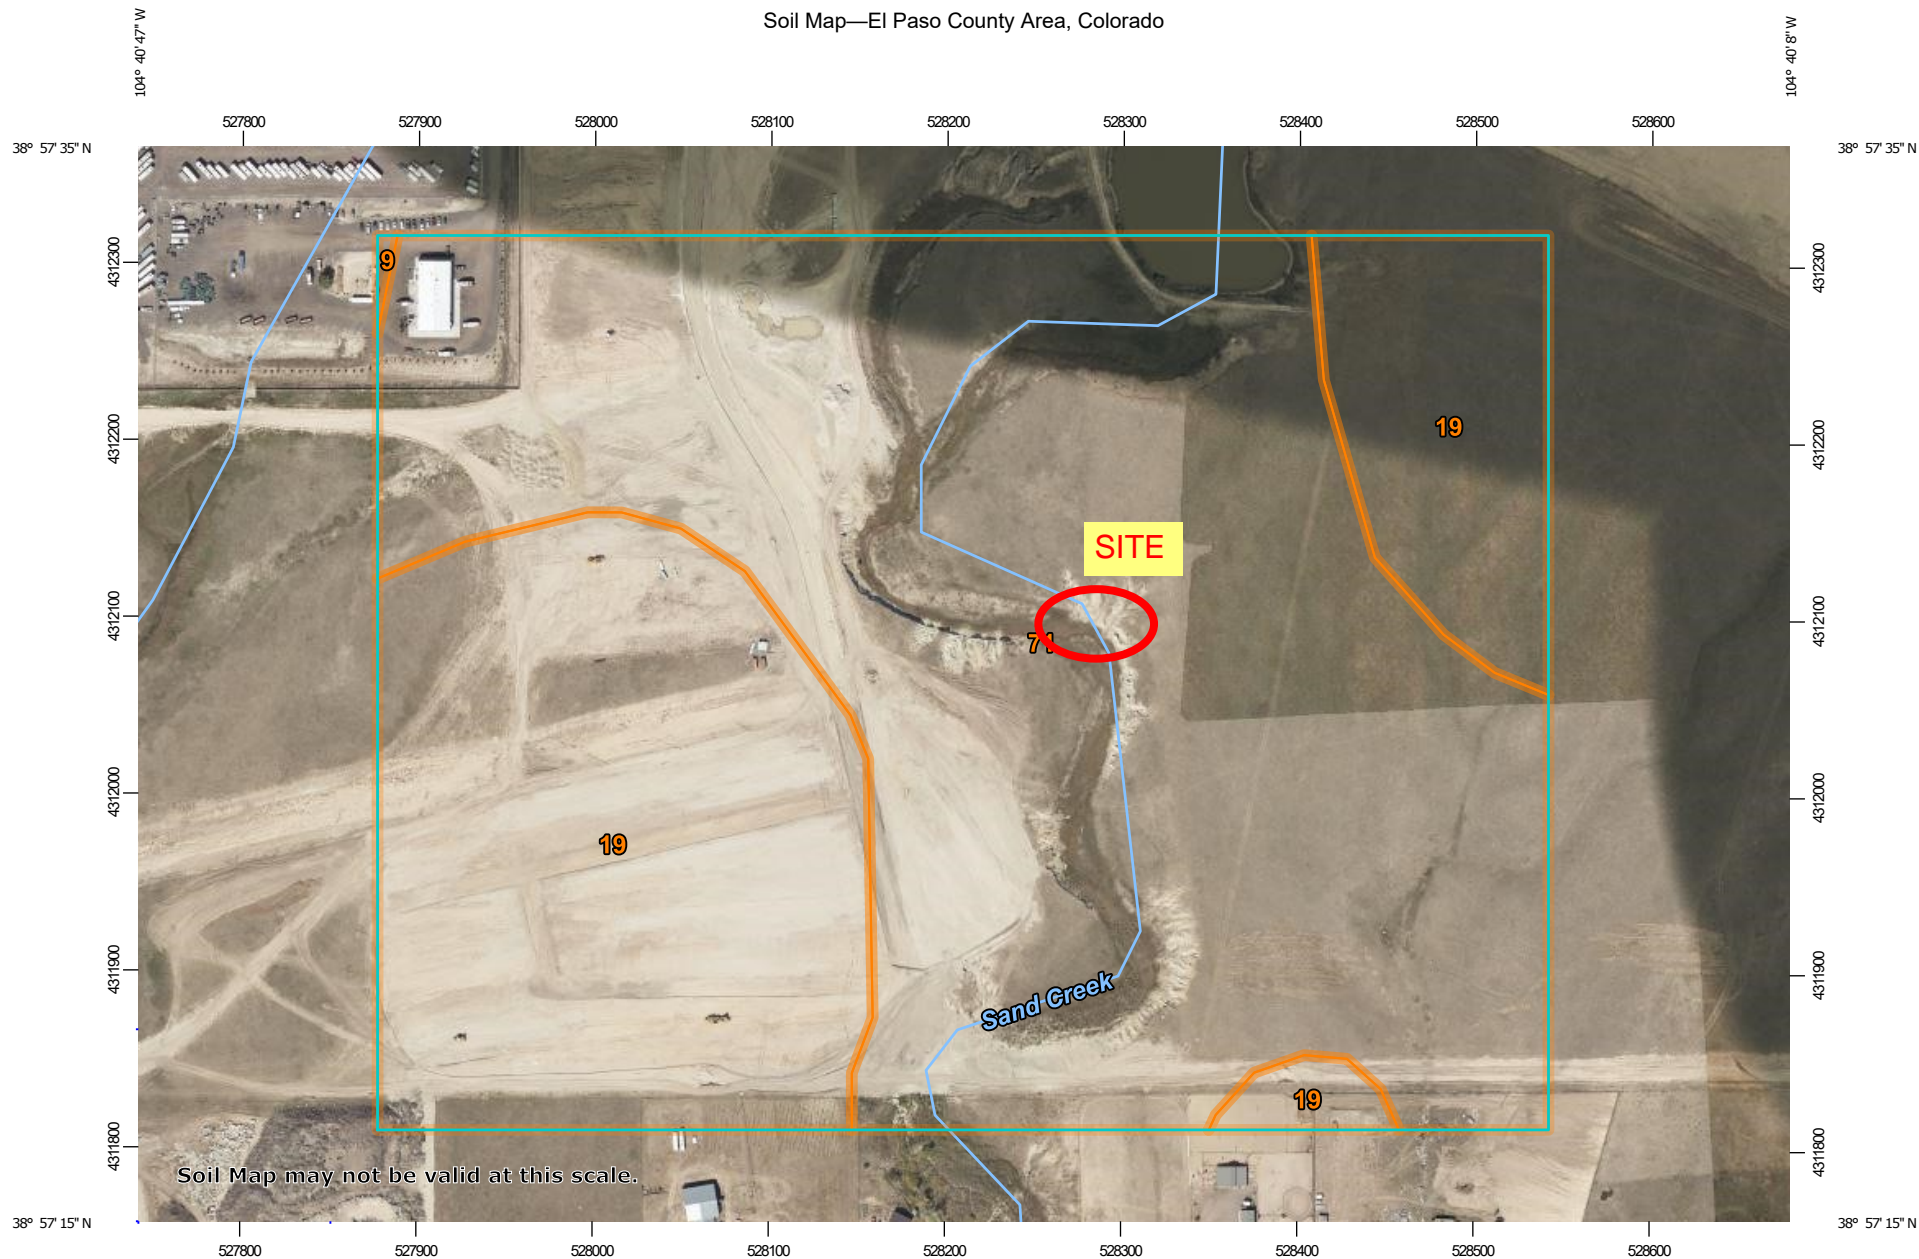 Soil Map—El Paso County Area, Colorado
104° 40' 47" W
104° 40' 8" W
527800 527900 528000 528100 528200 528300 528400 528500 528600
38° 57' 35" N
38° 57' 35" N
9
4312300
4312300
19
4312200
4312200
SITE
4312100
4312100
71
4312000
4312000
19
4311900
4311900
Sand Creek
19
4311800
4311800
Soil Map may not be valid at this scale.
38° 57' 15" N
38° 57' 15" N
527800 527900 528000 528100 528200 528300 528400 528500 528600